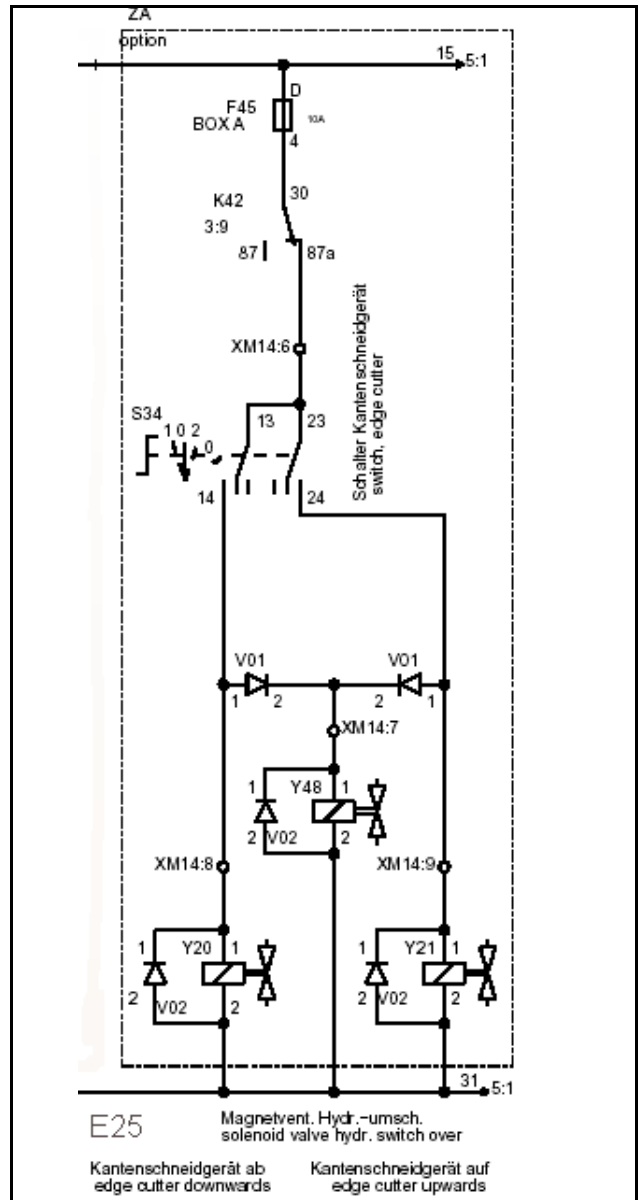 ZA
option
15 5:1
D
F45
BOX A 10A
4
30
K42
3:9
87 87a
XM14:6
Schalter Kantenschneidgerät
switch, edge cutter
S34
1 0 2
0
13 23
14 24
V01 V01
1 2 2 1
XM14:7
1 Y48 1
2 V02 2
XM14:8 XM14:9
1 Y20 1 1 Y21 1
2 V02 2 2 V02 2
31 5:1
E25
Magnetvent. Hydr.-umsch.
solenoid valve hydr. switch over
Kantenschneidgerät ab Kantenschneidgerät auf
edge cutter downwards edge cutter upwards